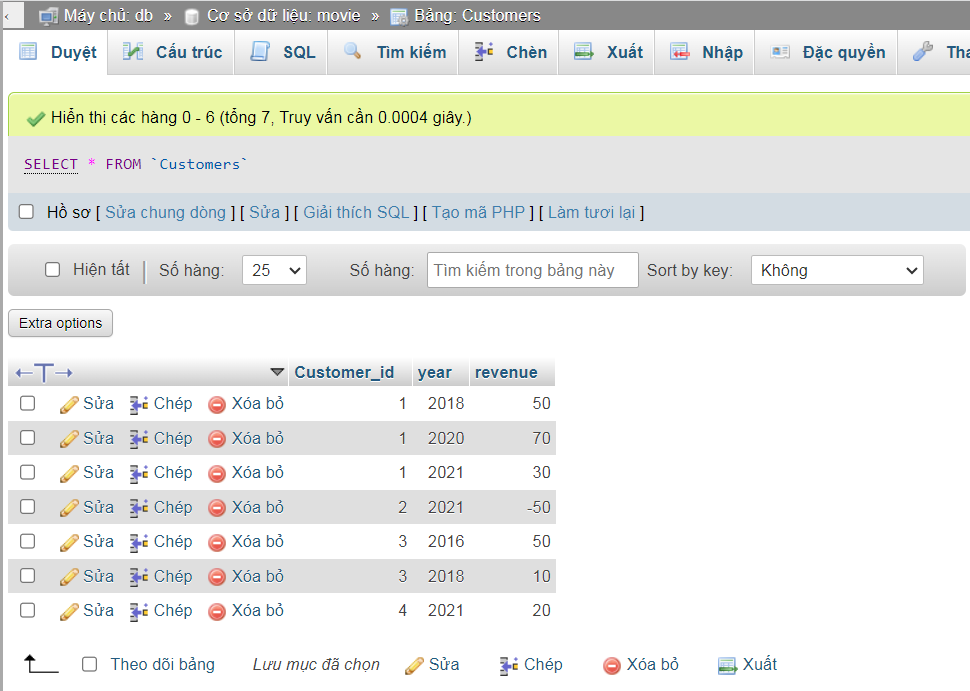 Máy chủ: db » Cơ sở dữ liệu: movie » Bảng: Customers
Duyệt Cấu trúc SQL Tìm kiếm Chèn Xuất Nhập Đặc quyền
Hiển thị các hàng 0 - 6 (tổng 7, Truy vấn cần 0.0004 giây.)
SELECT * FROM `Customers`
Hồ sơ [ Sửa chung dòng ] [ Sửa ] [ Giải thích SQL ] [ Tạo mã PHP ] [ Làm tươi lại ]
Hiện tất Số hàng: 25 Số hàng: Tìm kiếm trong bảng này Sort by key: Không
Extra options
←T→ Customer_id year revenue
Sửa Chép Xóa bỏ 1 2018 50
Sửa Chép Xóa bỏ 1 2020 70
Sửa Chép Xóa bỏ 1 2021 30
Sửa Chép Xóa bỏ 2 2021 -50
Sửa Chép Xóa bỏ 3 2016 50
Sửa Chép Xóa bỏ 3 2018 10
Sửa Chép Xóa bỏ 4 2021 20
Theo dõi bảng Lưu mục đã chọn Sửa Chép Xóa bỏ Xuất